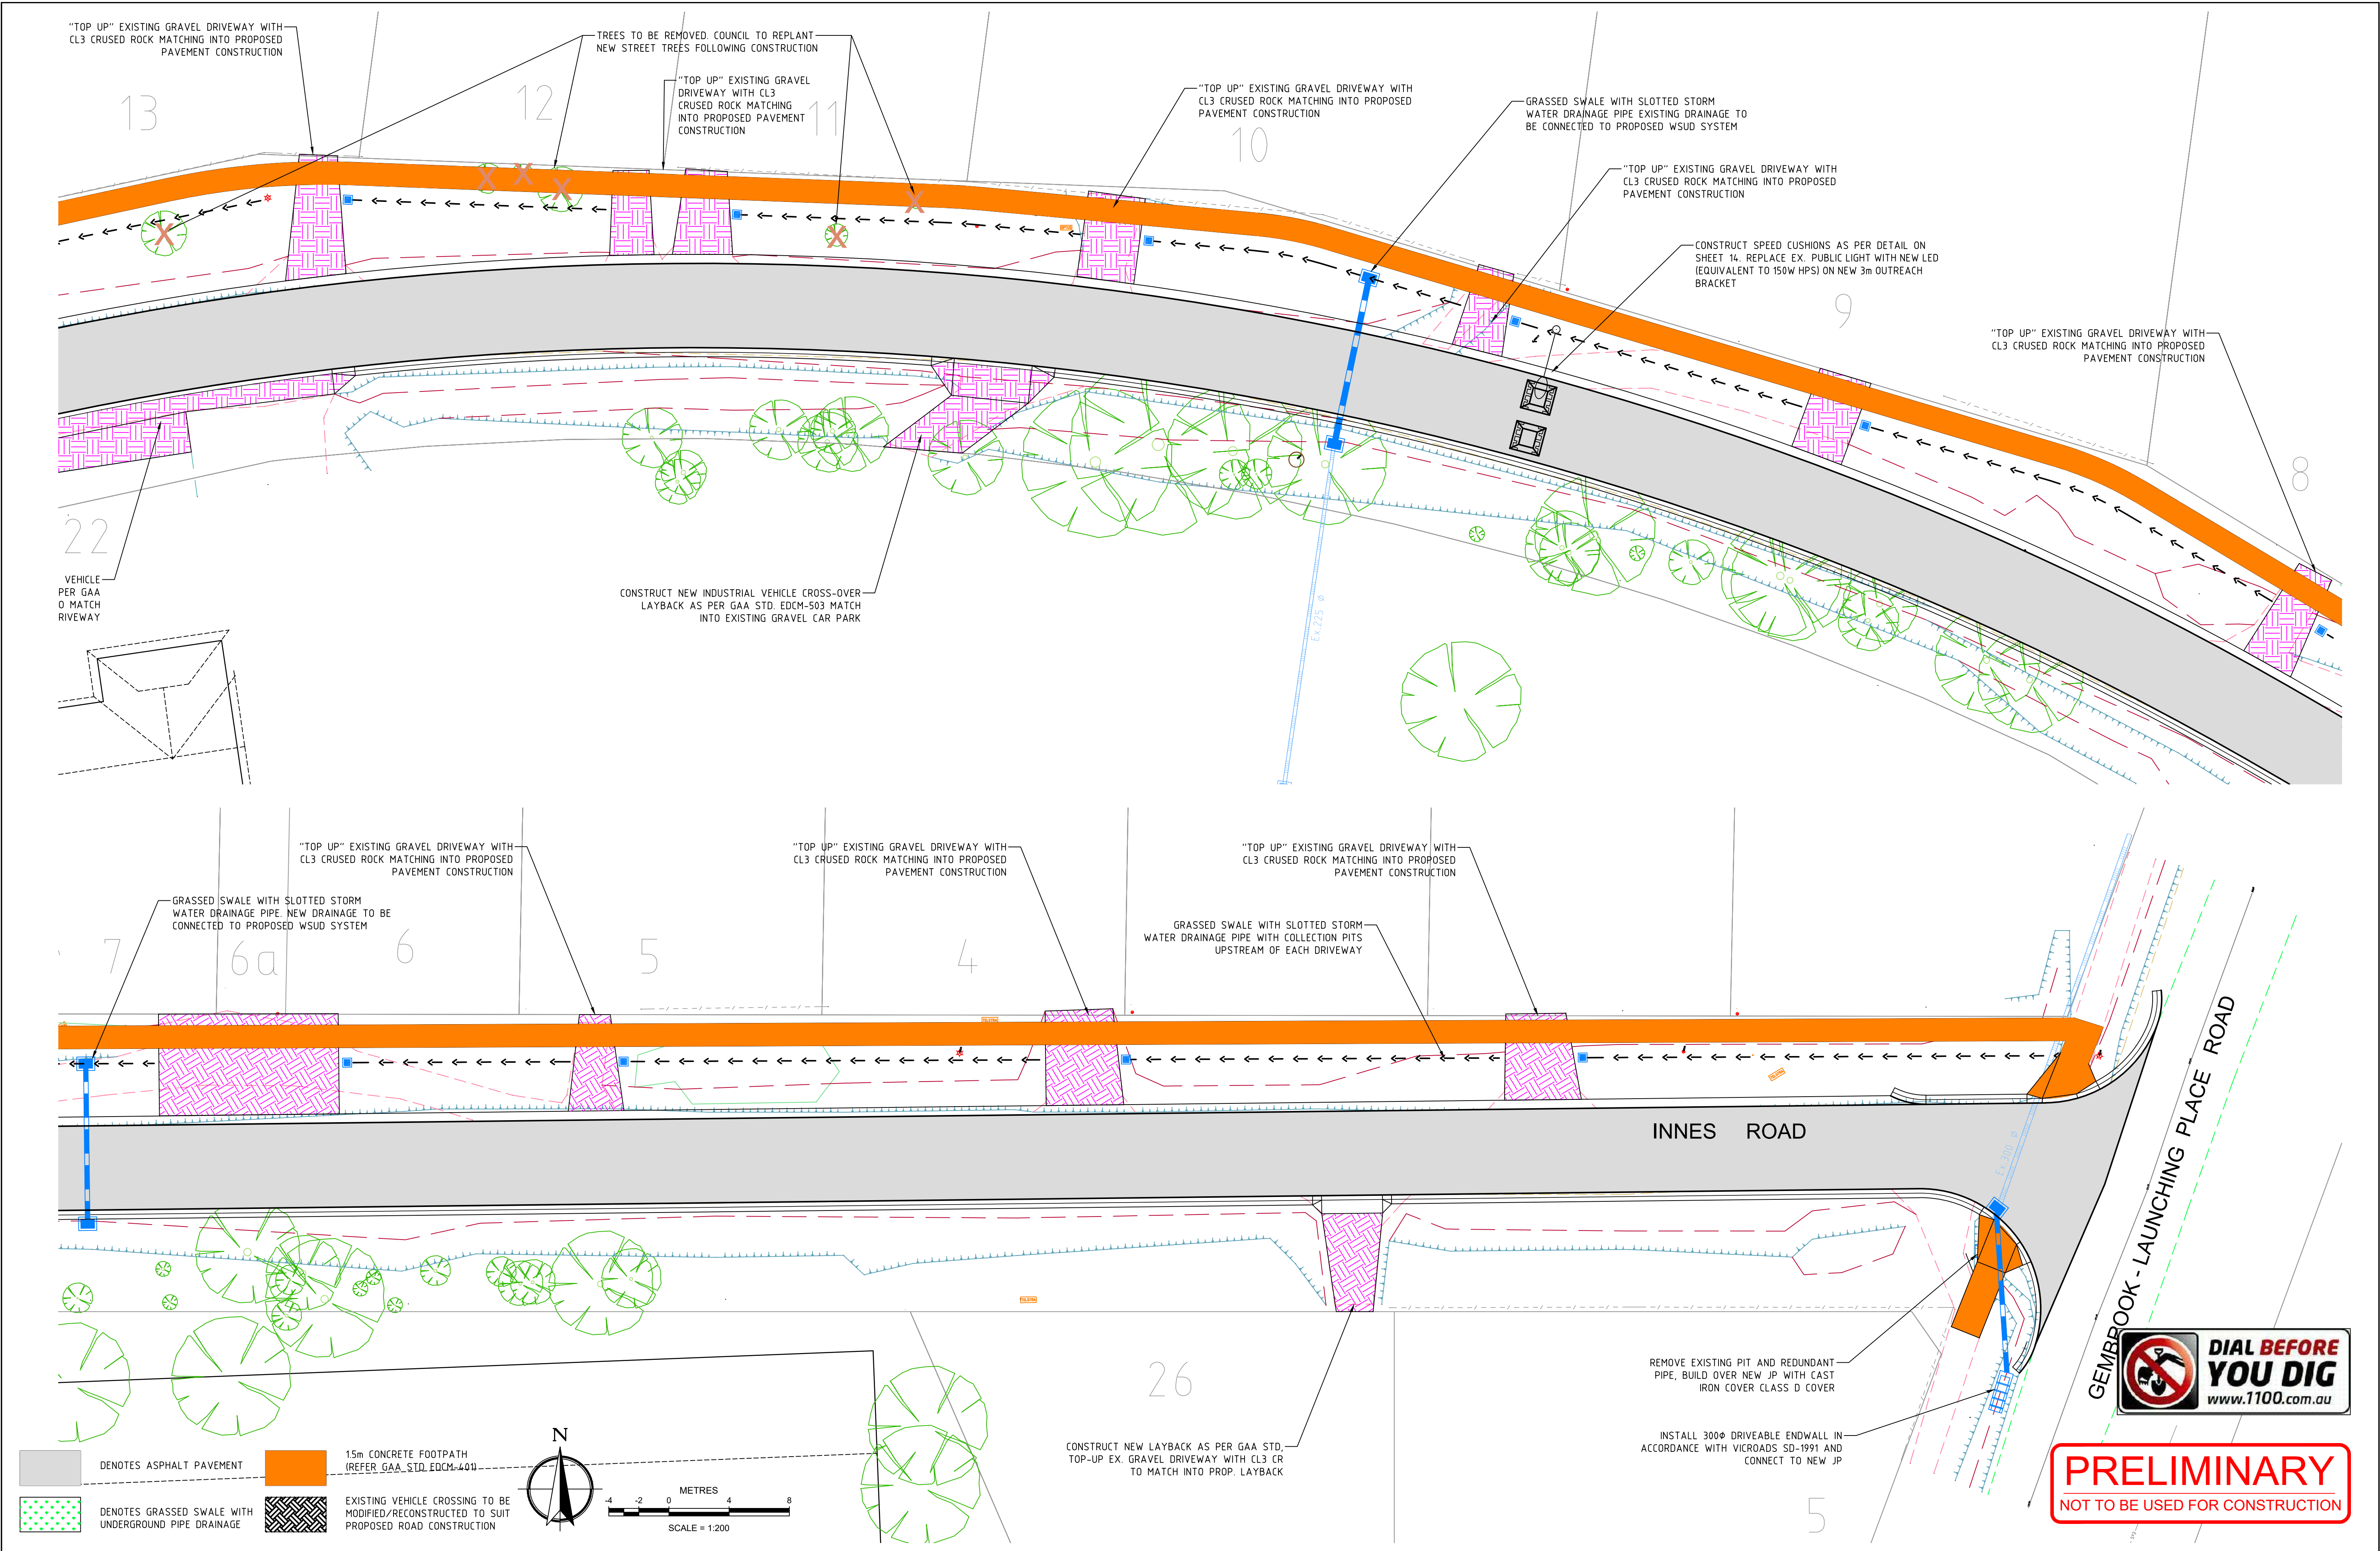 "TOP UP" EXISTING GRAVEL DRIVEWAY WITH
CL3 CRUSED ROCK MATCHING INTO PROPOSED
PAVEMENT CONSTRUCTION
TREES TO BE REMOVED. COUNCIL TO REPLANT
NEW STREET TREES FOLLOWING CONSTRUCTION
"TOP UP" EXISTING GRAVEL
DRIVEWAY WITH CL3
CRUSED ROCK MATCHING
INTO PROPOSED PAVEMENT
CONSTRUCTION
"TOP UP" EXISTING GRAVEL DRIVEWAY WITH
CL3 CRUSED ROCK MATCHING INTO PROPOSED
PAVEMENT CONSTRUCTION
GRASSED SWALE WITH SLOTTED STORM
WATER DRAINAGE PIPE EXISTING DRAINAGE TO
BE CONNECTED TO PROPOSED WSUD SYSTEM
"TOP UP" EXISTING GRAVEL DRIVEWAY WITH
CL3 CRUSED ROCK MATCHING INTO PROPOSED
PAVEMENT CONSTRUCTION
CONSTRUCT SPEED CUSHIONS AS PER DETAIL ON
SHEET 14. REPLACE EX. PUBLIC LIGHT WITH NEW LED
(EQUIVALENT TO 150W HPS) ON NEW 3m OUTREACH
BRACKET
"TOP UP" EXISTING GRAVEL DRIVEWAY WITH
CL3 CRUSED ROCK MATCHING INTO PROPOSED
PAVEMENT CONSTRUCTION
13
12
11
10
9
8
22
VEHICLE
PER GAA
O MATCH
RIVEWAY
CONSTRUCT NEW INDUSTRIAL VEHICLE CROSS-OVER
LAYBACK AS PER GAA STD. EDCM-503 MATCH
INTO EXISTING GRAVEL CAR PARK
Ex.225 Ø
"TOP UP" EXISTING GRAVEL DRIVEWAY WITH
CL3 CRUSED ROCK MATCHING INTO PROPOSED
PAVEMENT CONSTRUCTION
"TOP UP" EXISTING GRAVEL DRIVEWAY WITH
CL3 CRUSED ROCK MATCHING INTO PROPOSED
PAVEMENT CONSTRUCTION
"TOP UP" EXISTING GRAVEL DRIVEWAY WITH
CL3 CRUSED ROCK MATCHING INTO PROPOSED
PAVEMENT CONSTRUCTION
GRASSED SWALE WITH SLOTTED STORM
WATER DRAINAGE PIPE. NEW DRAINAGE TO BE
CONNECTED TO PROPOSED WSUD SYSTEM
GRASSED SWALE WITH SLOTTED STORM
WATER DRAINAGE PIPE WITH COLLECTION PITS
UPSTREAM OF EACH DRIVEWAY
7
6a
6
5
4
INNES ROAD
GEMBROOK - LAUNCHING PLACE ROAD
26
5
REMOVE EXISTING PIT AND REDUNDANT
PIPE, BUILD OVER NEW JP WITH CAST
IRON COVER CLASS D COVER
CONSTRUCT NEW LAYBACK AS PER GAA STD,
TOP-UP EX. GRAVEL DRIVEWAY WITH CL3 CR
TO MATCH INTO PROP. LAYBACK
INSTALL 300Ø DRIVEABLE ENDWALL IN
ACCORDANCE WITH VICROADS SD-1991 AND
CONNECT TO NEW JP
DIAL BEFORE
YOU DIG
www.1100.com.au
PRELIMINARY
NOT TO BE USED FOR CONSTRUCTION
DENOTES ASPHALT PAVEMENT
1.5m CONCRETE FOOTPATH
(REFER GAA STD. EDCM-401)
DENOTES GRASSED SWALE WITH
UNDERGROUND PIPE DRAINAGE
EXISTING VEHICLE CROSSING TO BE
MODIFIED/RECONSTRUCTED TO SUIT
PROPOSED ROAD CONSTRUCTION
N
METRES
-4 -2 0 4 8
SCALE = 1:200